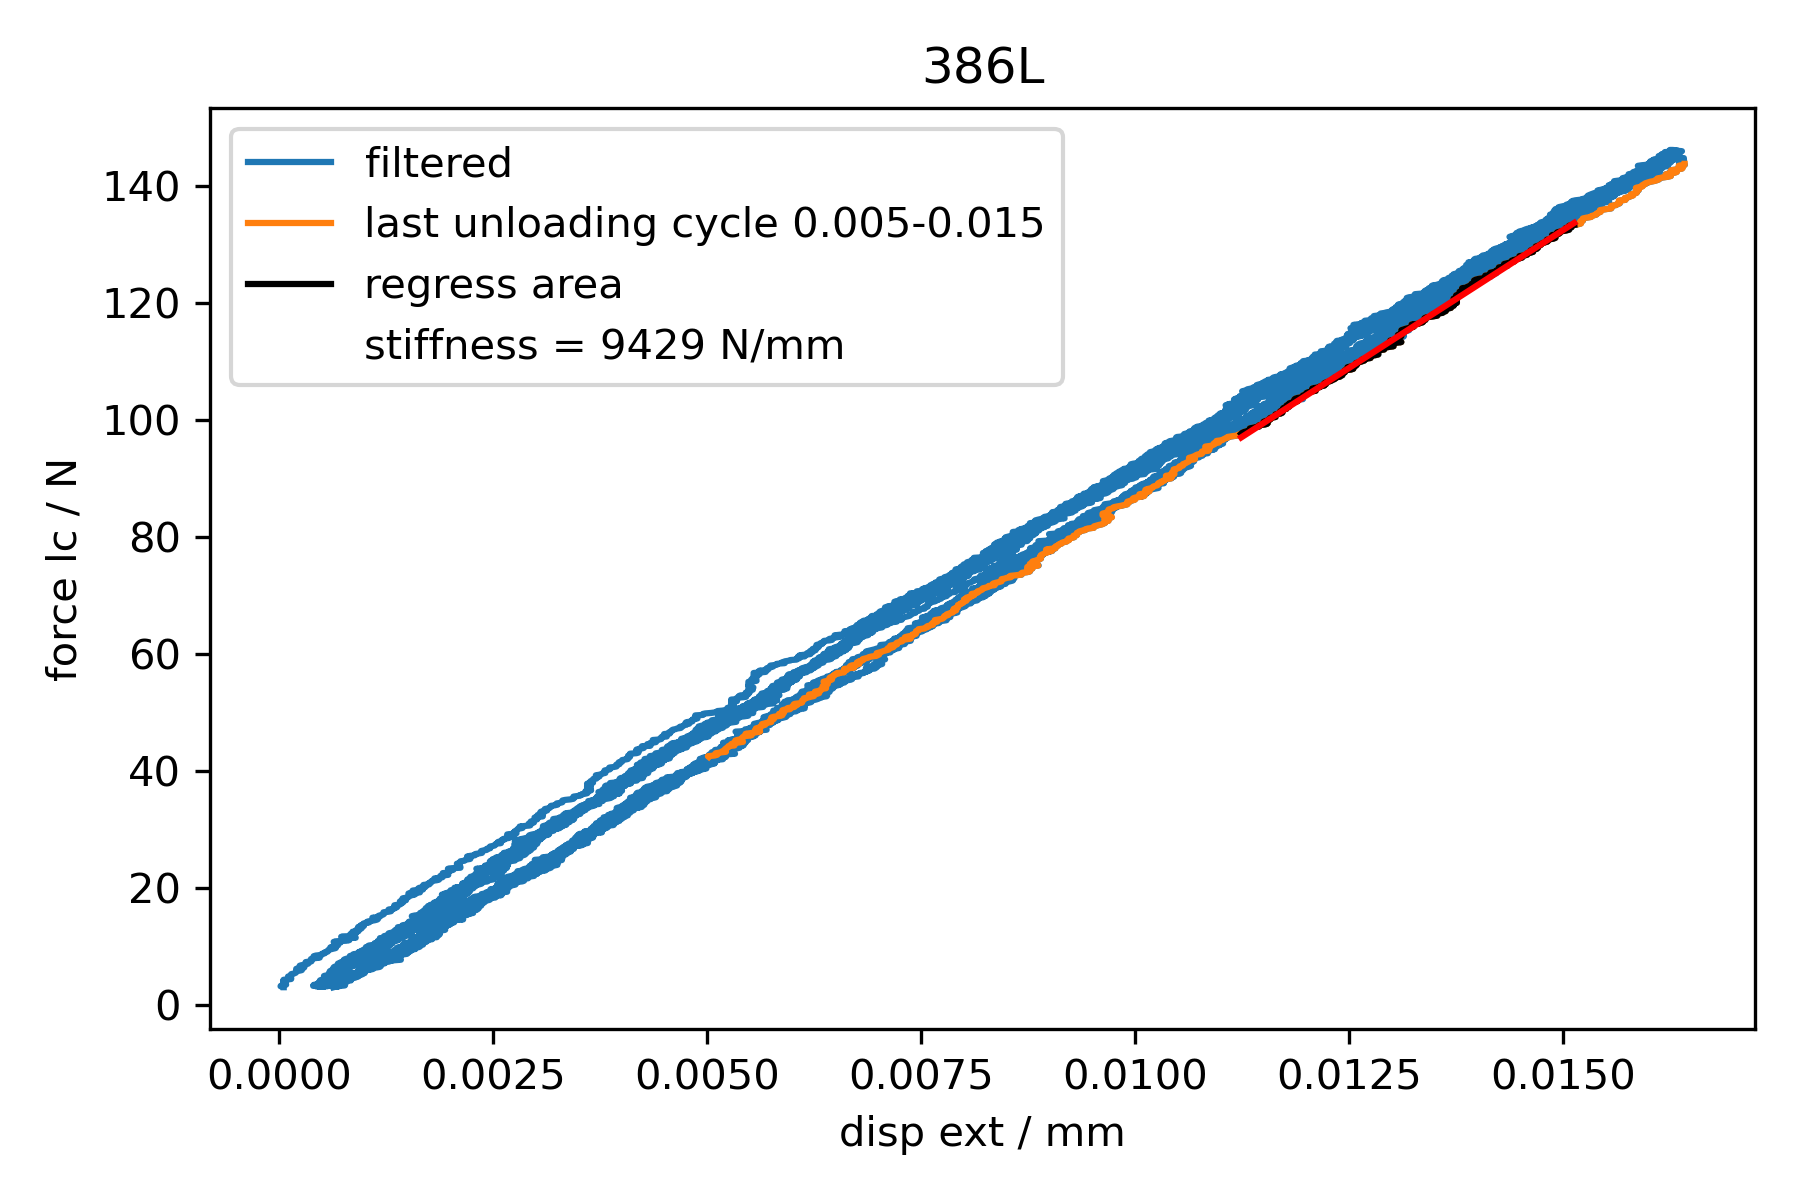 386L
filtered
last unloading cycle 0.005-0.015
regress area
stiffness = 9429 N/mm
140
120
100
80
60
40
20
0
force lc / N
0.0000 0.0025 0.0050 0.0075 0.0100 0.0125 0.0150
disp ext / mm